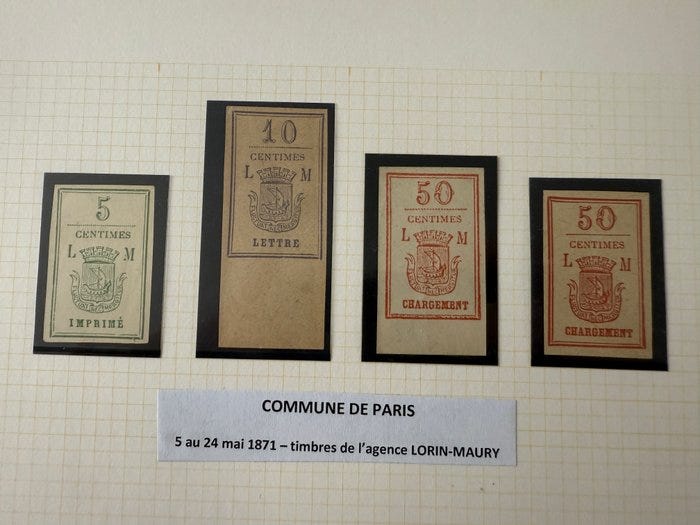 5
CENTIMES
L M
IMPRIMÉ
10
CENTIMES
L M
LETTRE
50
CENTIMES
L M
CHARGEMENT
50
CENTIMES
L M
CHARGEMENT
COMMUNE DE PARIS
5 au 24 mai 1871 – timbres de l'agence LORIN-MAURY